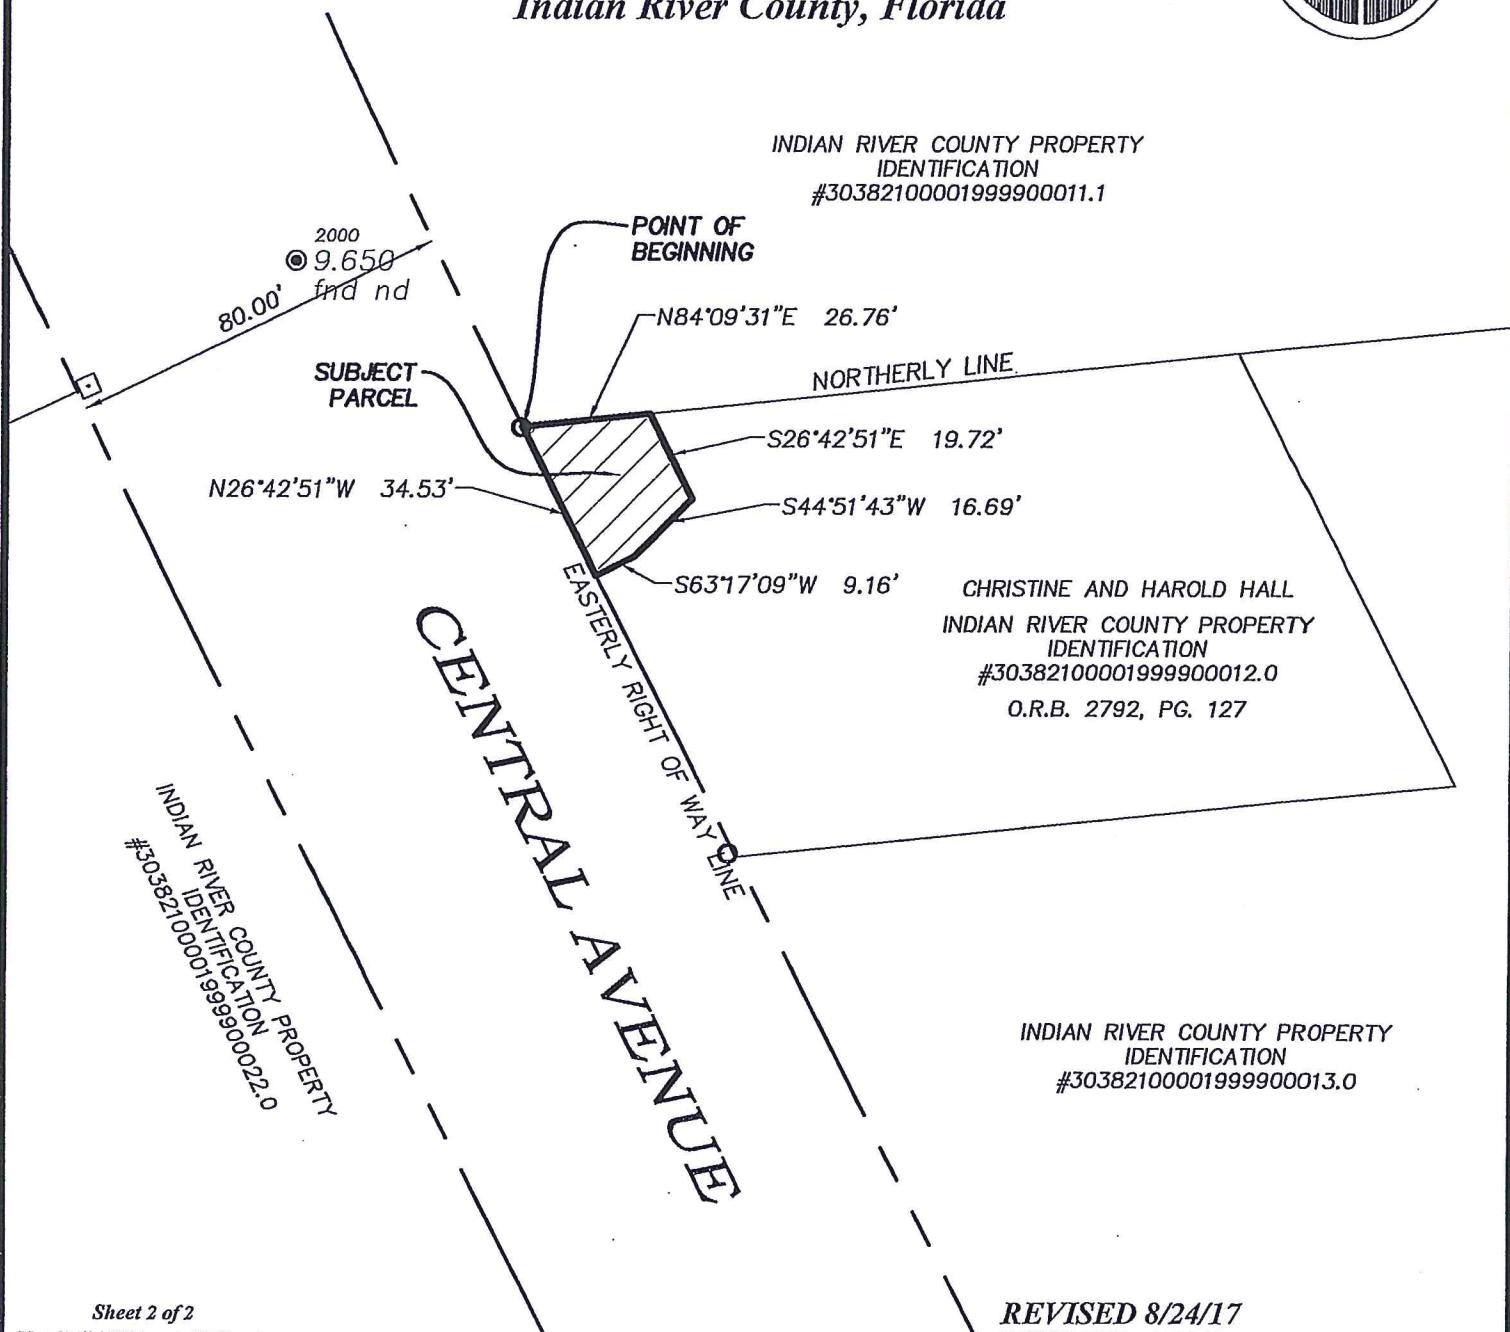 Indian River County, Florida
INDIAN RIVER COUNTY PROPERTY
IDENTIFICATION
#30382100001999900011.1
POINT OF
BEGINNING
2000
9.650
fnd nd
80.00'
N84°09'31"E 26.76'
NORTHERLY LINE
SUBJECT
PARCEL
S26°42'51"E 19.72'
N26°42'51"W 34.53'
S44°51'43"W 16.69'
S63°17'09"W 9.16'
EASTERLY RIGHT OF WAY LINE
CHRISTINE AND HAROLD HALL
INDIAN RIVER COUNTY PROPERTY
IDENTIFICATION
#30382100001999900012.0
O.R.B. 2792, PG. 127
CENTRAL AVENUE
INDIAN RIVER COUNTY PROPERTY
IDENTIFICATION
#30382100001999900022.0
INDIAN RIVER COUNTY PROPERTY
IDENTIFICATION
#30382100001999900013.0
Sheet 2 of 2
REVISED 8/24/17